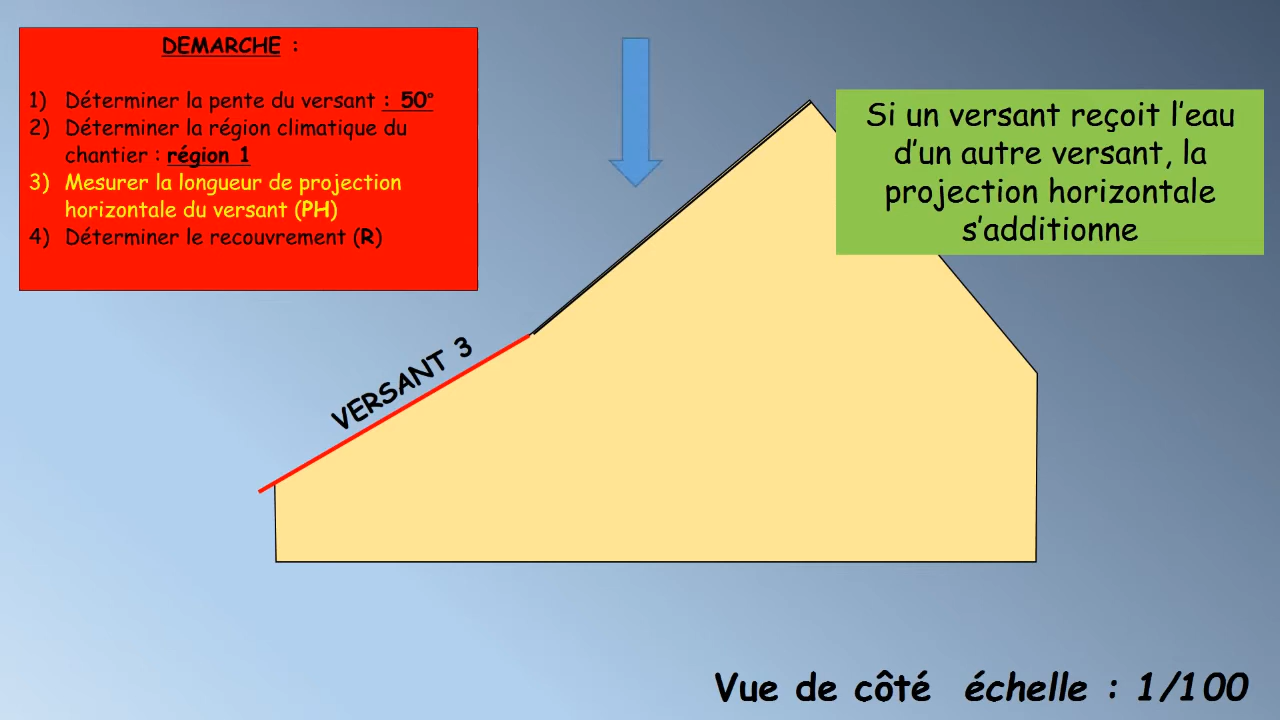 DEMARCHE :
1) Déterminer la pente du versant : 50°
2) Déterminer la région climatique du
chantier : région 1
3) Mesurer la longueur de projection
horizontale du versant (PH)
4) Déterminer le recouvrement (R)
Si un versant reçoit l'eau
d'un autre versant, la
projection horizontale
s'additionne
VERSANT 3
Vue de côté échelle : 1/100